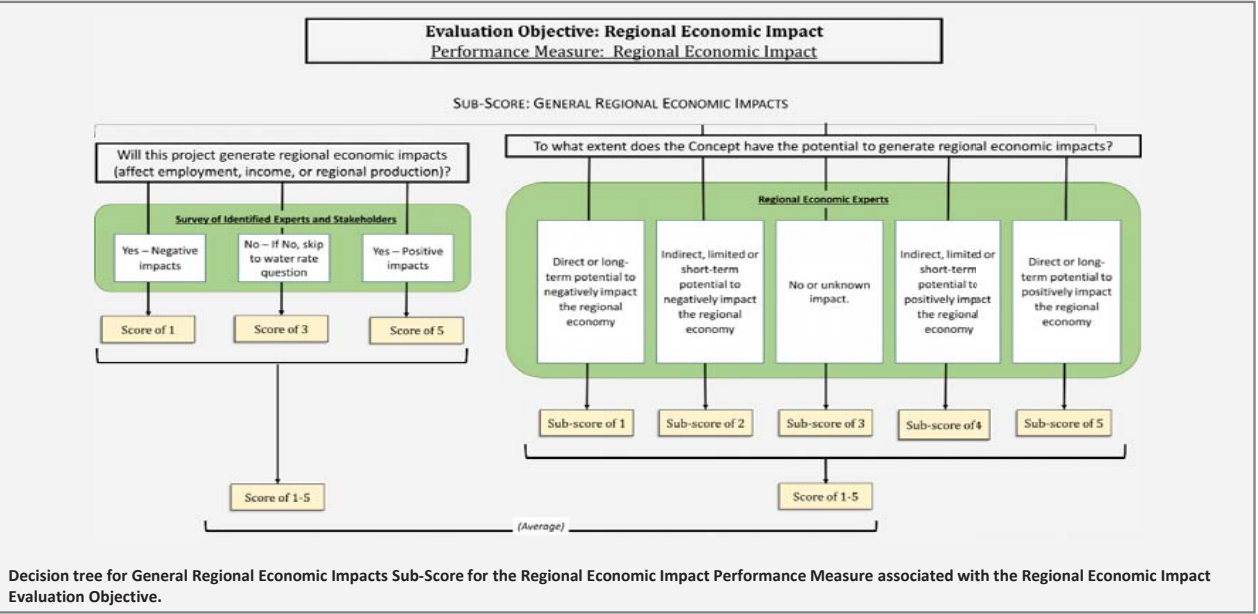 Evaluation Objective: Regional Economic Impact
Performance Measure: Regional Economic Impact
SUB-SCORE: GENERAL REGIONAL ECONOMIC IMPACTS
Will this project generate regional economic impacts
(affect employment, income, or regional production)?
Survey of Identified Experts and Stakeholders
Yes – Negative
impacts
No – If No, skip
to water rate
question
Yes – Positive
impacts
Score of 1
Score of 3
Score of 5
Score of 1-5
To what extent does the Concept have the potential to generate regional economic impacts?
Regional Economic Experts
Direct or long-
term potential to
negatively impact
the regional
economy
Indirect, limited or
short-term
potential to
negatively impact
the regional
economy
No or unknown
impact.
Indirect, limited or
short-term
potential to
positively impact
the regional
economy
Direct or long-
term potential to
positively impact
the regional
economy
Sub-score of 1
Sub-score of 2
Sub-score of 3
Sub-score of 4
Sub-score of 5
Score of 1-5
(Average)
Decision tree for General Regional Economic Impacts Sub-Score for the Regional Economic Impact Performance Measure associated with the Regional Economic Impact
Evaluation Objective.